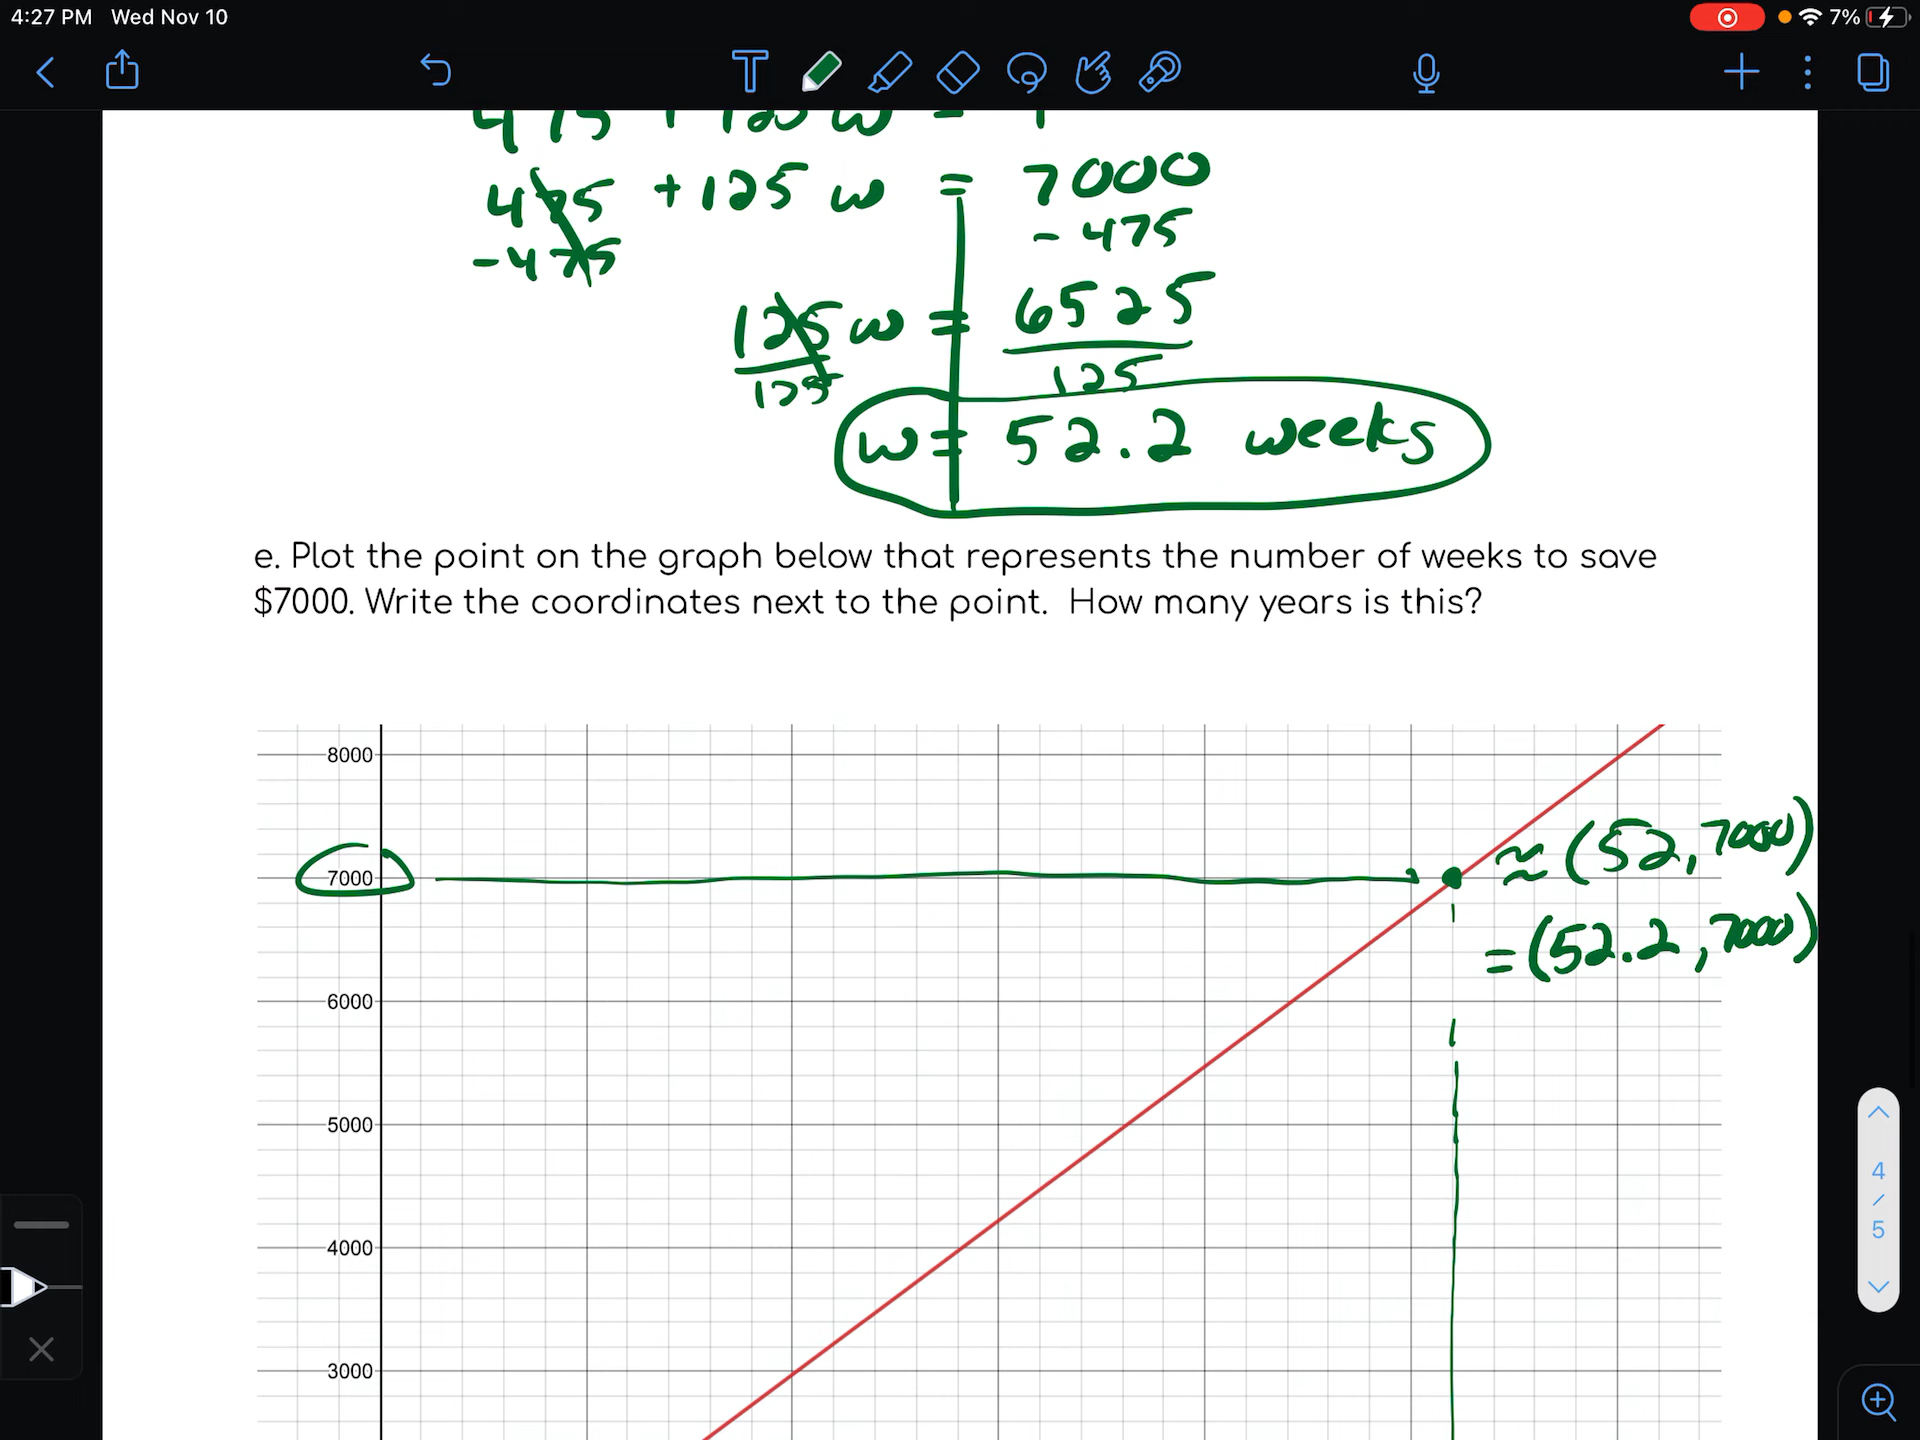 4:27 PM Wed Nov 10
7%
T
475 + 125 w =
475 + 125 w = 7000
-475 - 475
125 w = 6525
125 125
w = 52.2 weeks
e. Plot the point on the graph below that represents the number of weeks to save
$7000. Write the coordinates next to the point. How many years is this?
8000
≈ (52, 7000)
7000
= (52.2, 7000)
6000
5000
4000
3000
4
/
5